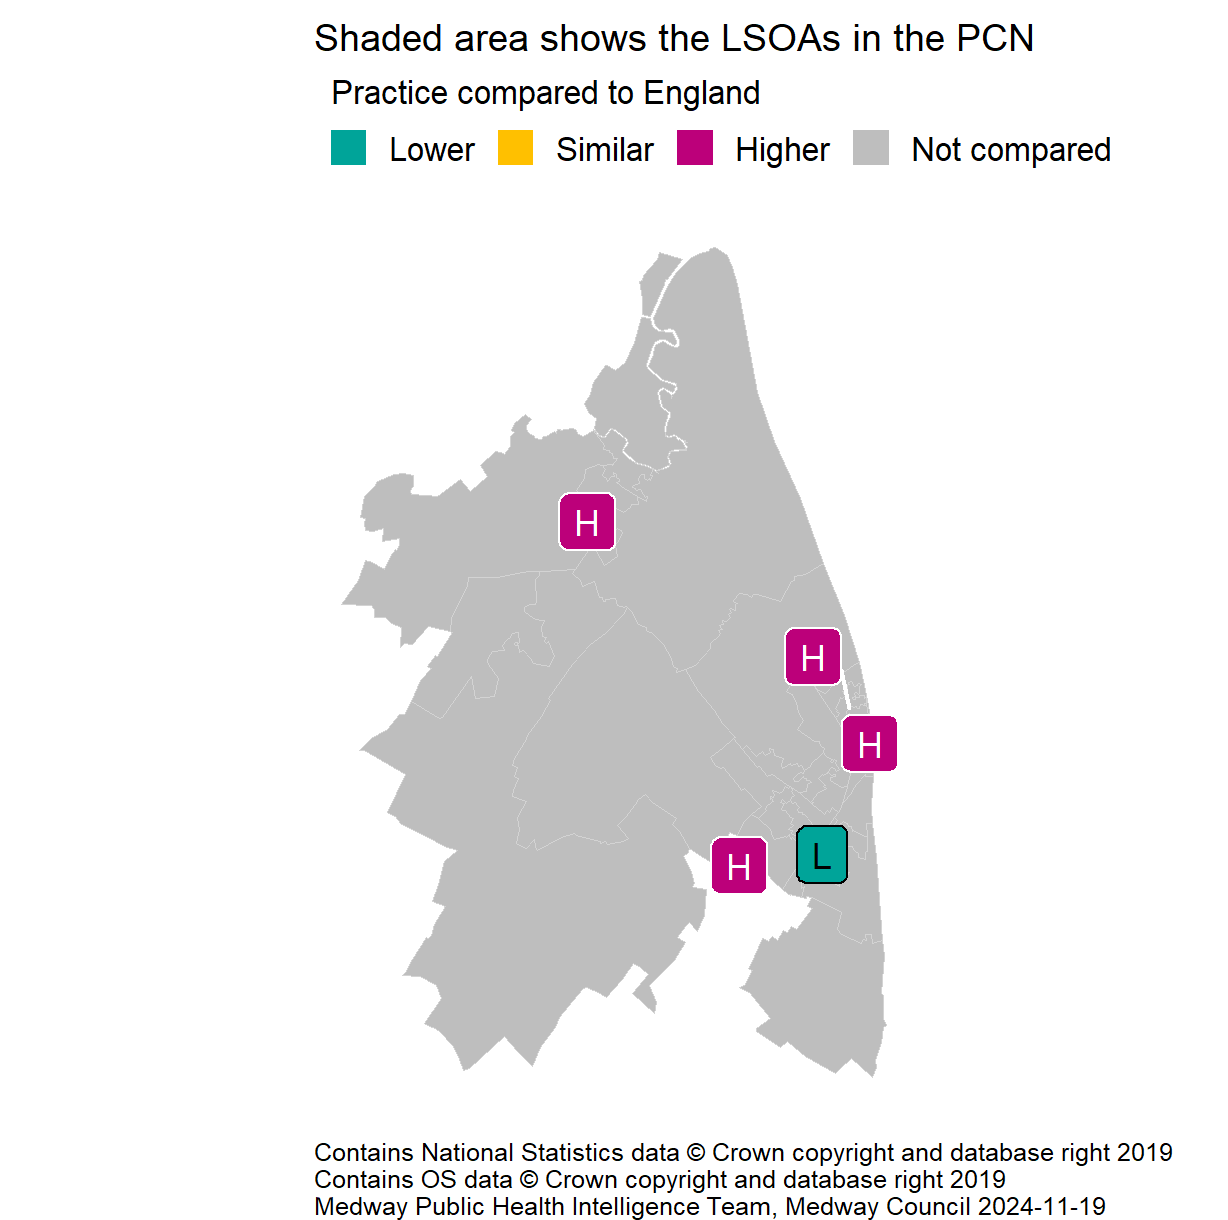 Shaded area shows the LSOAs in the PCN
Practice compared to England
Lower Similar Higher Not compared
H
H
H
L
H
Contains National Statistics data © Crown copyright and database right 2019
Contains OS data © Crown copyright and database right 2019
Medway Public Health Intelligence Team, Medway Council 2024-11-19